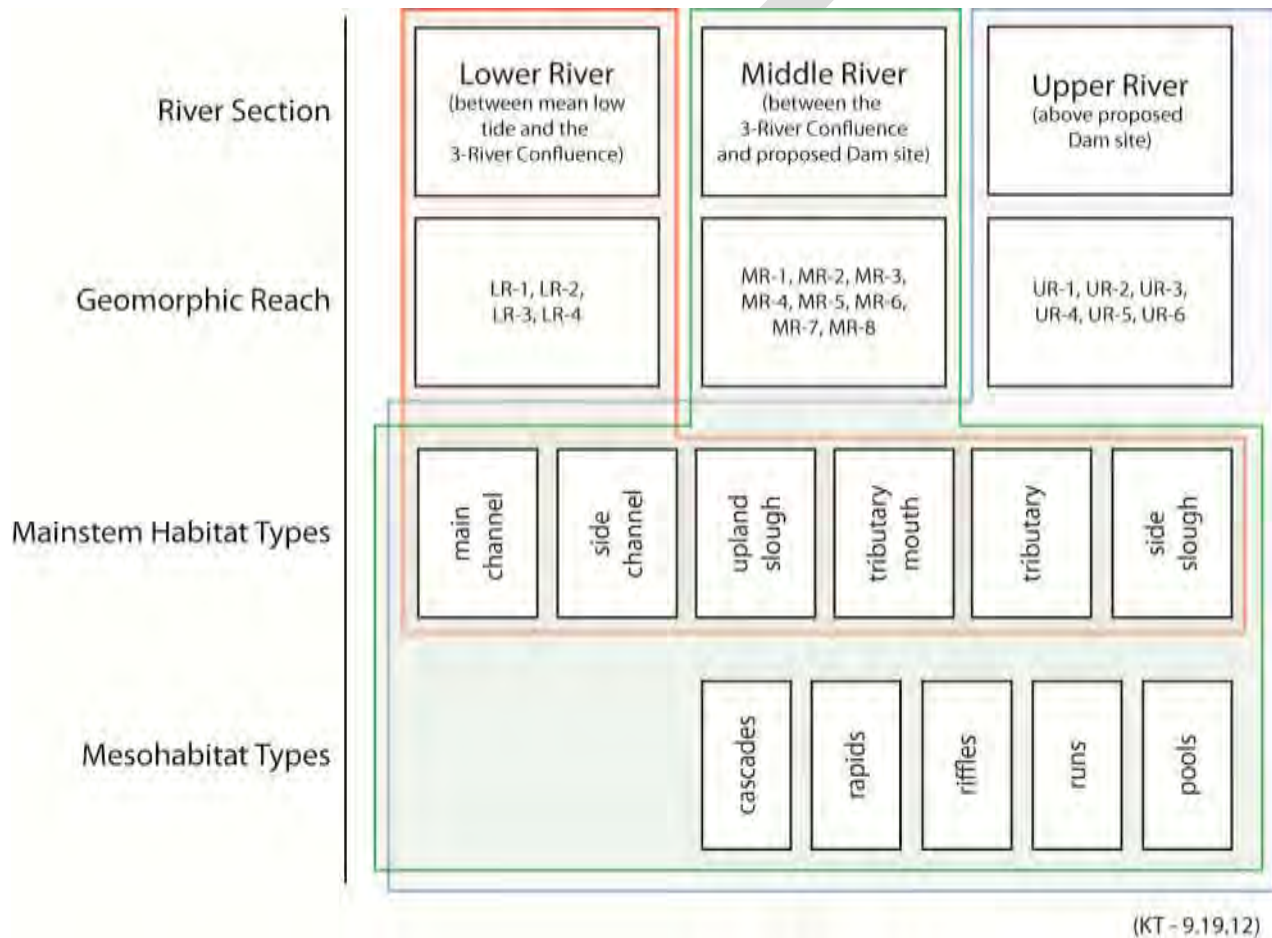 River Section
Lower River
(between mean low
tide and the
3-River Confluence)
Middle River
(between the
3-River Confluence
and proposed Dam site)
Upper River
(above proposed
Dam site)
Geomorphic Reach
LR-1, LR-2,
LR-3, LR-4
MR-1, MR-2, MR-3,
MR-4, MR-5, MR-6,
MR-7, MR-8
UR-1, UR-2, UR-3,
UR-4, UR-5, UR-6
Mainstem Habitat Types
main
channel
side
channel
upland
slough
tributary
mouth
tributary
side
slough
Mesohabitat Types
cascades
rapids
riffles
runs
pools
(KT - 9.19.12)